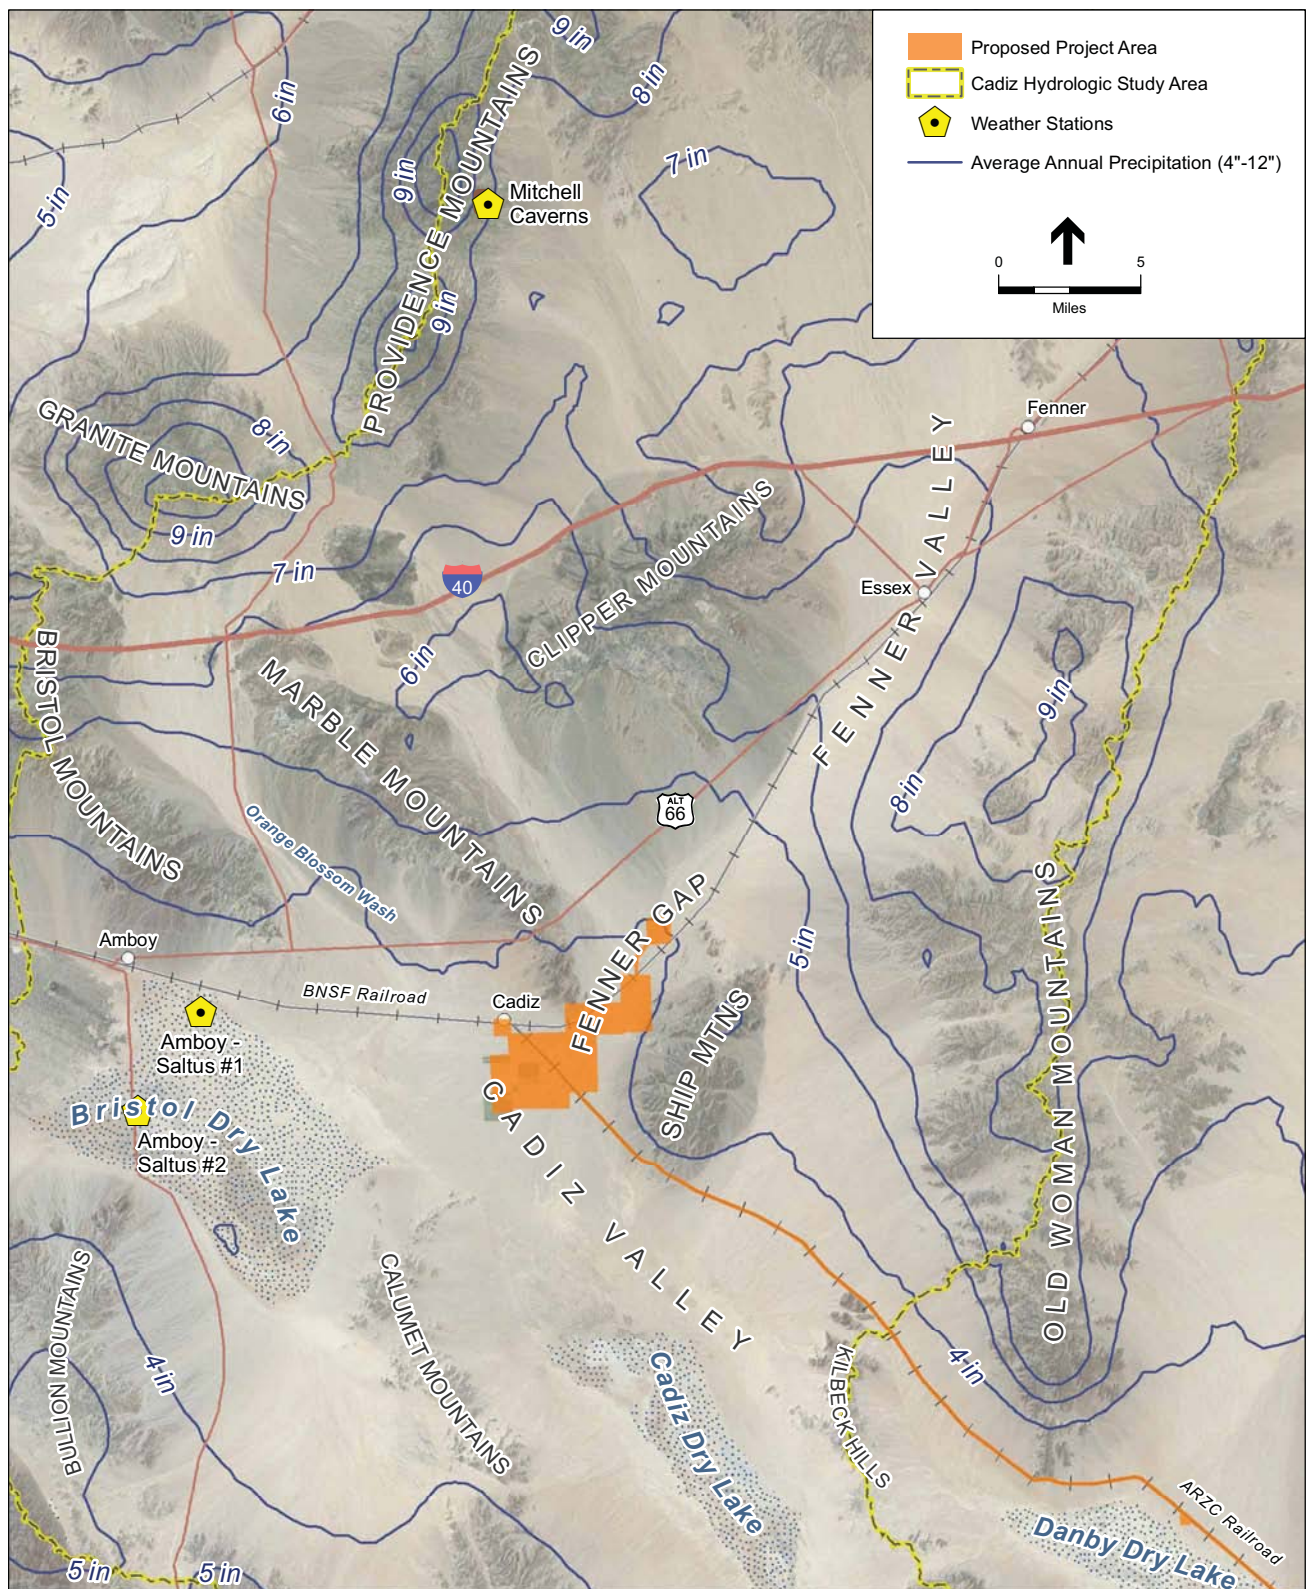 Proposed Project Area
Cadiz Hydrologic Study Area
Weather Stations
Average Annual Precipitation (4"-12")
0 5
Miles
9 in
8 in
6 in
7 in
5 in
9 in
9 in
PROVIDENCE MOUNTAINS
Mitchell
Caverns
GRANITE MOUNTAINS
8 in
9 in
7 in
40
Fenner
Essex
FENNER VALLEY
CLIPPER MOUNTAINS
6 in
MARBLE MOUNTAINS
BRISTOL MOUNTAINS
9 in
8 in
ALT
66
Orange Blossom Wash
OLD WOMAN MOUNTAINS
FENNER GAP
5 in
Amboy
BNSF Railroad
Cadiz
SHIP MTNS
Amboy -
Saltus #1
Bristol Dry Lake
Amboy -
Saltus #2
CADIZ VALLEY
BULLION MOUNTAINS
4 in
CALUMET MOUNTAINS
Cadiz Dry Lake
KILBECK HILLS
4 in
ARZC Railroad
Danby Dry Lake
5 in
5 in